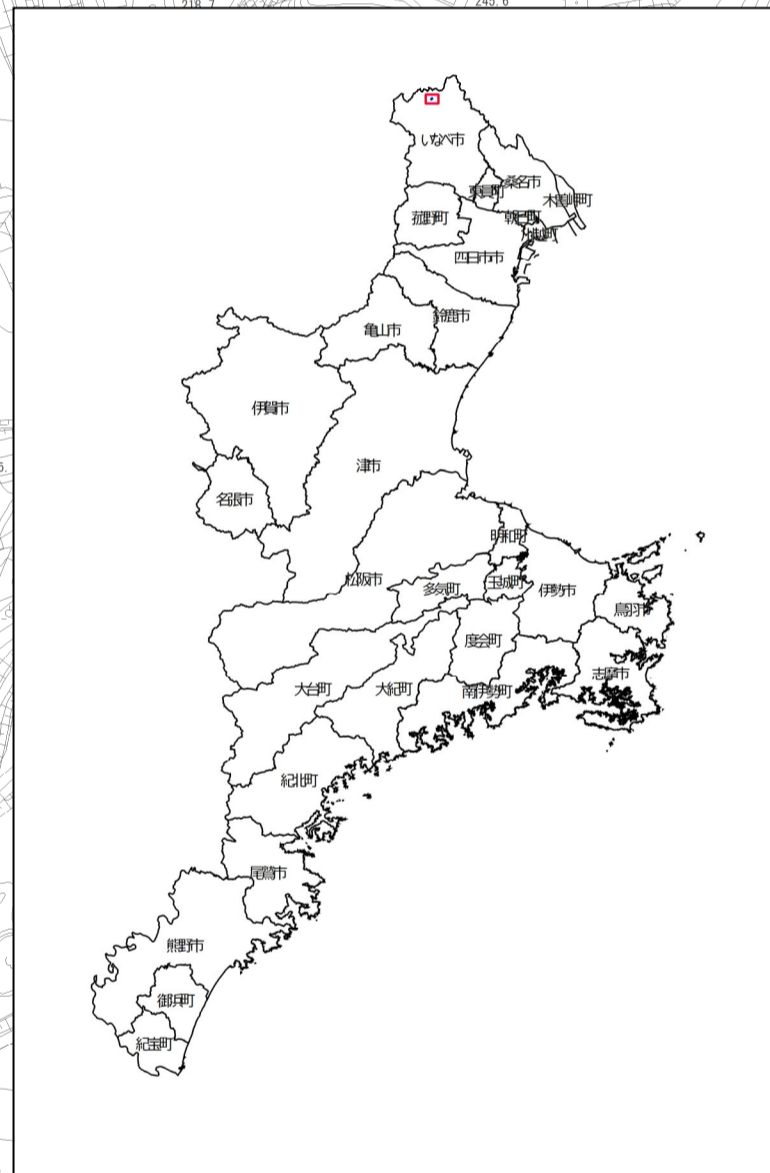 218.7
245.6
いなべ市
桑名市
東員町
木曽岬町
菰野町
朝日町
川越町
四日市市
鈴鹿市
亀山市
伊賀市
津市
名張市
明和町
松阪市
多気町
玉城町
伊勢市
鳥羽市
度会町
志摩市
大台町
大紀町
南伊勢町
紀北町
尾鷲市
熊野市
御浜町
紀宝町